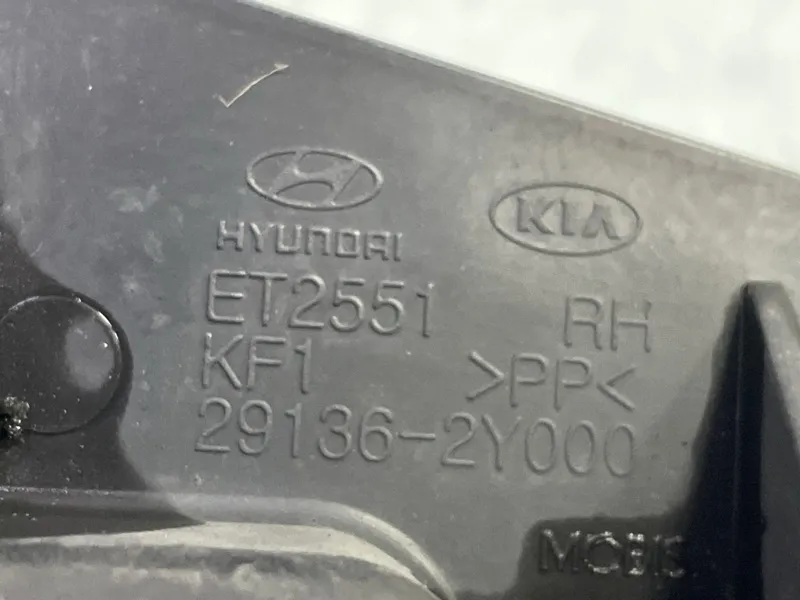 HYUNDAI KIA
ET2551 RH
KF1 >PP<
29136-2Y000
MOBIS